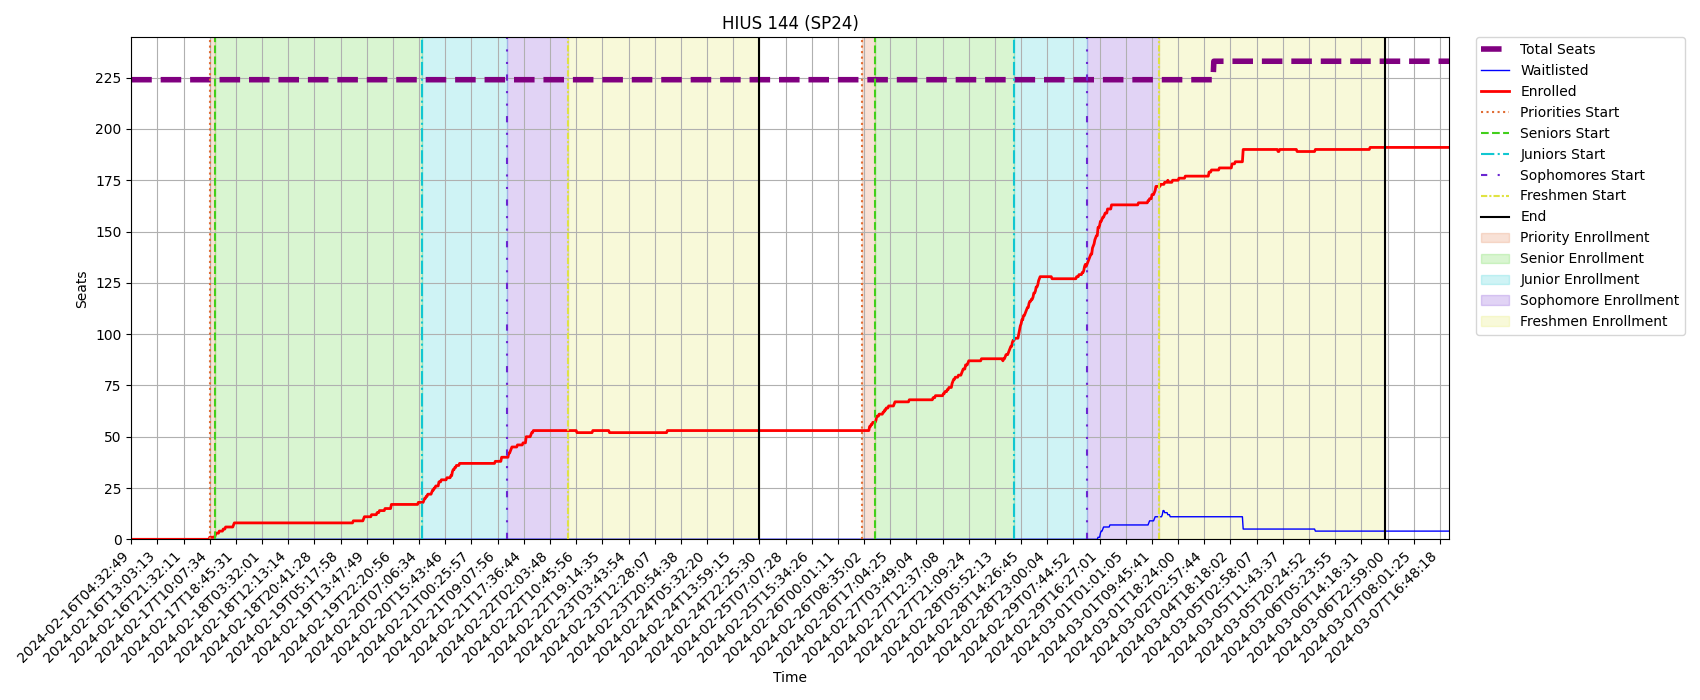 HIUS 144 (SP24)
Seats
225
200
175
150
125
100
75
50
25
0
2024-02-16T04:32:49
2024-02-16T13:03:13
2024-02-16T21:32:11
2024-02-17T10:07:34
2024-02-17T18:45:31
2024-02-18T03:32:01
2024-02-18T12:13:14
2024-02-18T20:41:28
2024-02-19T05:17:58
2024-02-19T13:47:49
2024-02-19T22:20:56
2024-02-20T07:06:34
2024-02-20T15:43:46
2024-02-21T00:25:57
2024-02-21T09:07:56
2024-02-21T17:36:44
2024-02-22T02:03:48
2024-02-22T10:45:56
2024-02-22T19:14:35
2024-02-23T03:43:54
2024-02-23T12:28:07
2024-02-23T20:54:38
2024-02-24T05:32:20
2024-02-24T13:59:15
2024-02-24T22:25:30
2024-02-25T07:07:28
2024-02-25T15:34:26
2024-02-26T00:01:11
2024-02-26T08:35:02
2024-02-26T17:04:25
2024-02-27T03:49:04
2024-02-27T12:37:08
2024-02-27T21:09:24
2024-02-28T05:52:13
2024-02-28T14:26:45
2024-02-28T23:00:04
2024-02-29T07:44:52
2024-02-29T16:27:01
2024-03-01T01:01:05
2024-03-01T09:45:41
2024-03-01T18:24:00
2024-03-02T02:57:44
2024-03-04T18:18:02
2024-03-05T02:58:07
2024-03-05T11:43:37
2024-03-05T20:24:52
2024-03-06T05:23:55
2024-03-06T14:18:31
2024-03-06T22:59:00
2024-03-07T08:01:25
2024-03-07T16:48:18
Time
Total Seats
Waitlisted
Enrolled
Priorities Start
Seniors Start
Juniors Start
Sophomores Start
Freshmen Start
End
Priority Enrollment
Senior Enrollment
Junior Enrollment
Sophomore Enrollment
Freshmen Enrollment